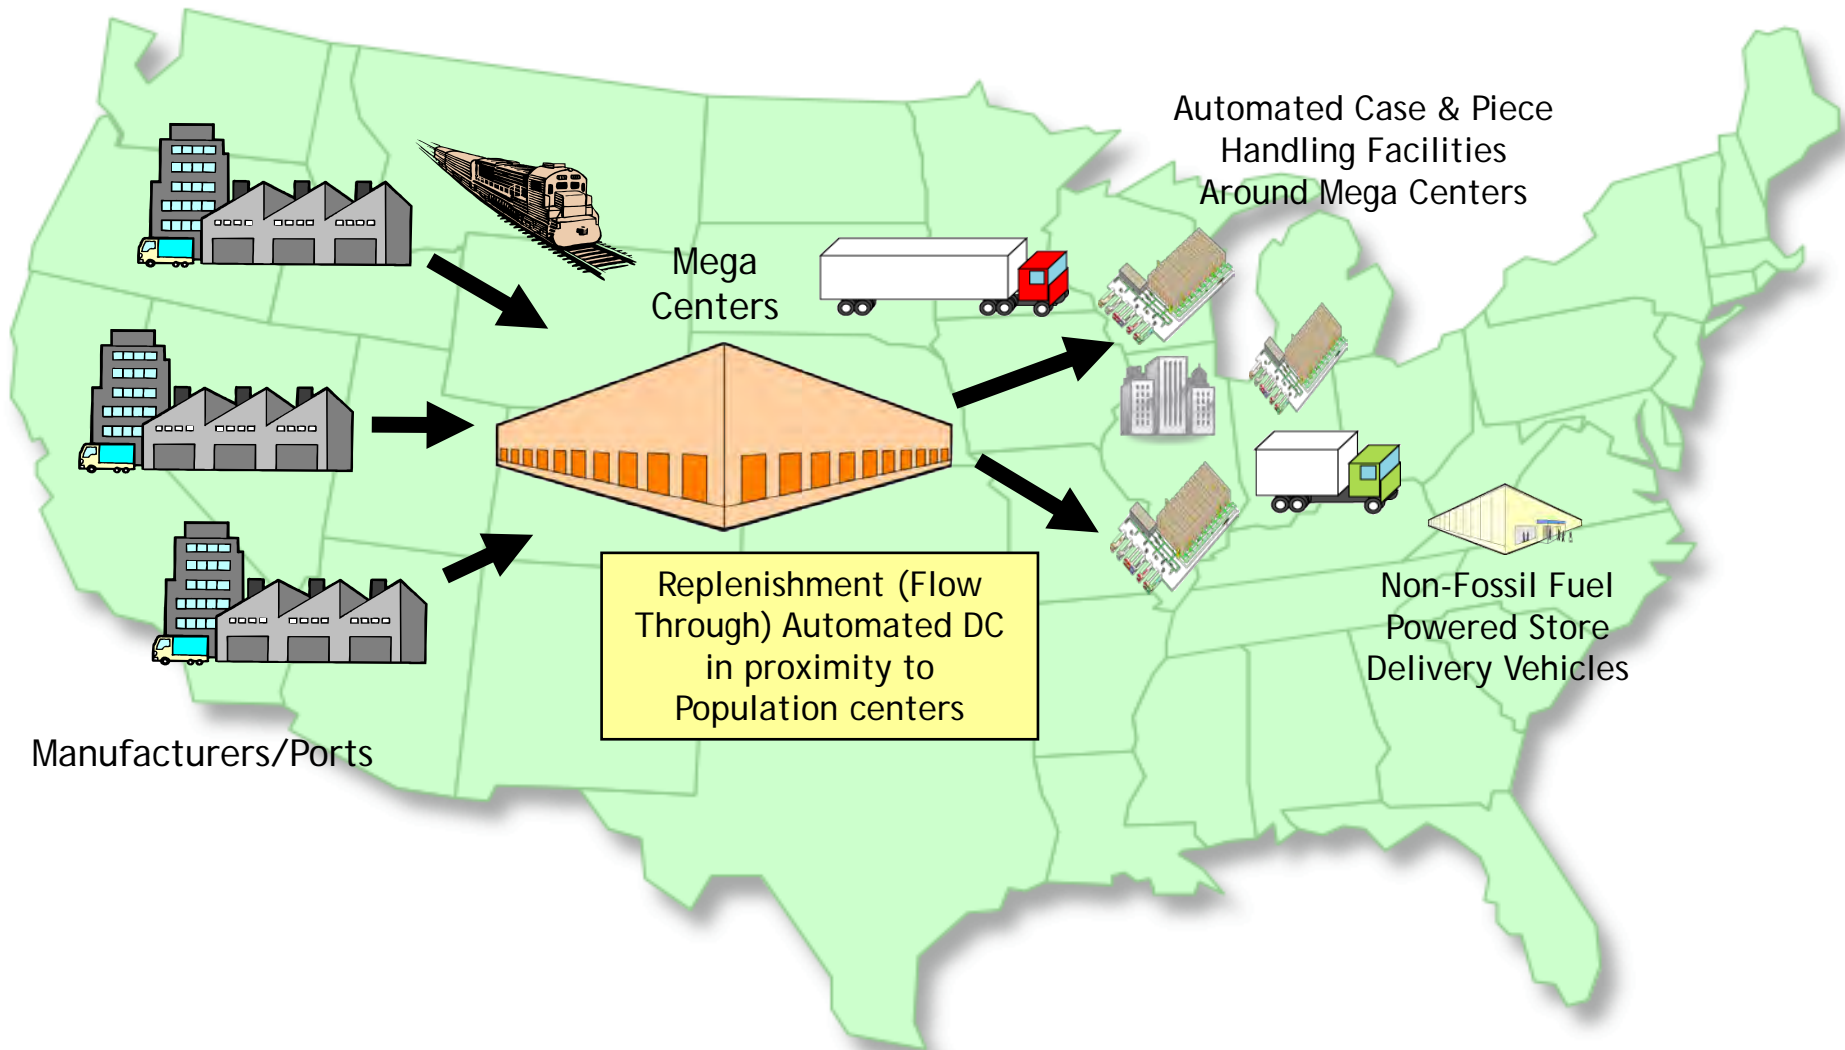 Automated Case & Piece
Handling Facilities
Around Mega Centers
Mega
Centers
Replenishment (Flow
Through) Automated DC
in proximity to
Population centers
Non-Fossil Fuel
Powered Store
Delivery Vehicles
Manufacturers/Ports